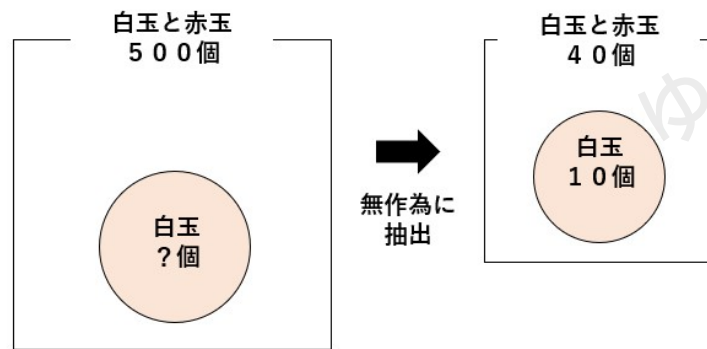 白玉と赤玉
５００個
白玉
？個
無作為に
抽出
白玉と赤玉
４０個
白玉
１０個
ゆ